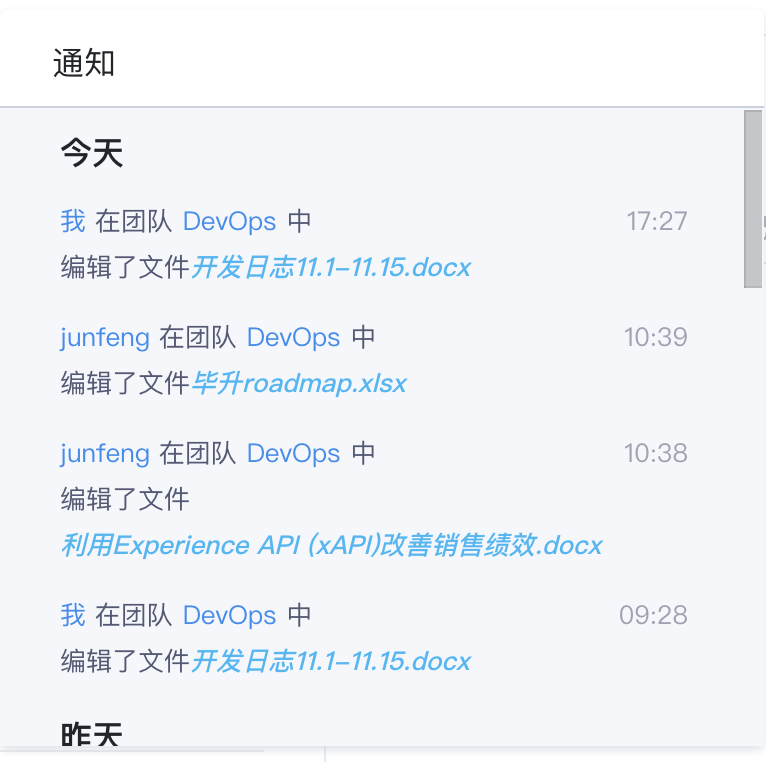 通知
今天
我 在团队 DevOps 中 17:27
编辑了文件开发日志11.1-11.15.docx
junfeng 在团队 DevOps 中 10:39
编辑了文件毕升roadmap.xlsx
junfeng 在团队 DevOps 中 10:38
编辑了文件
利用Experience API (xAPI)改善销售绩效.docx
我 在团队 DevOps 中 09:28
编辑了文件开发日志11.1-11.15.docx
昨天